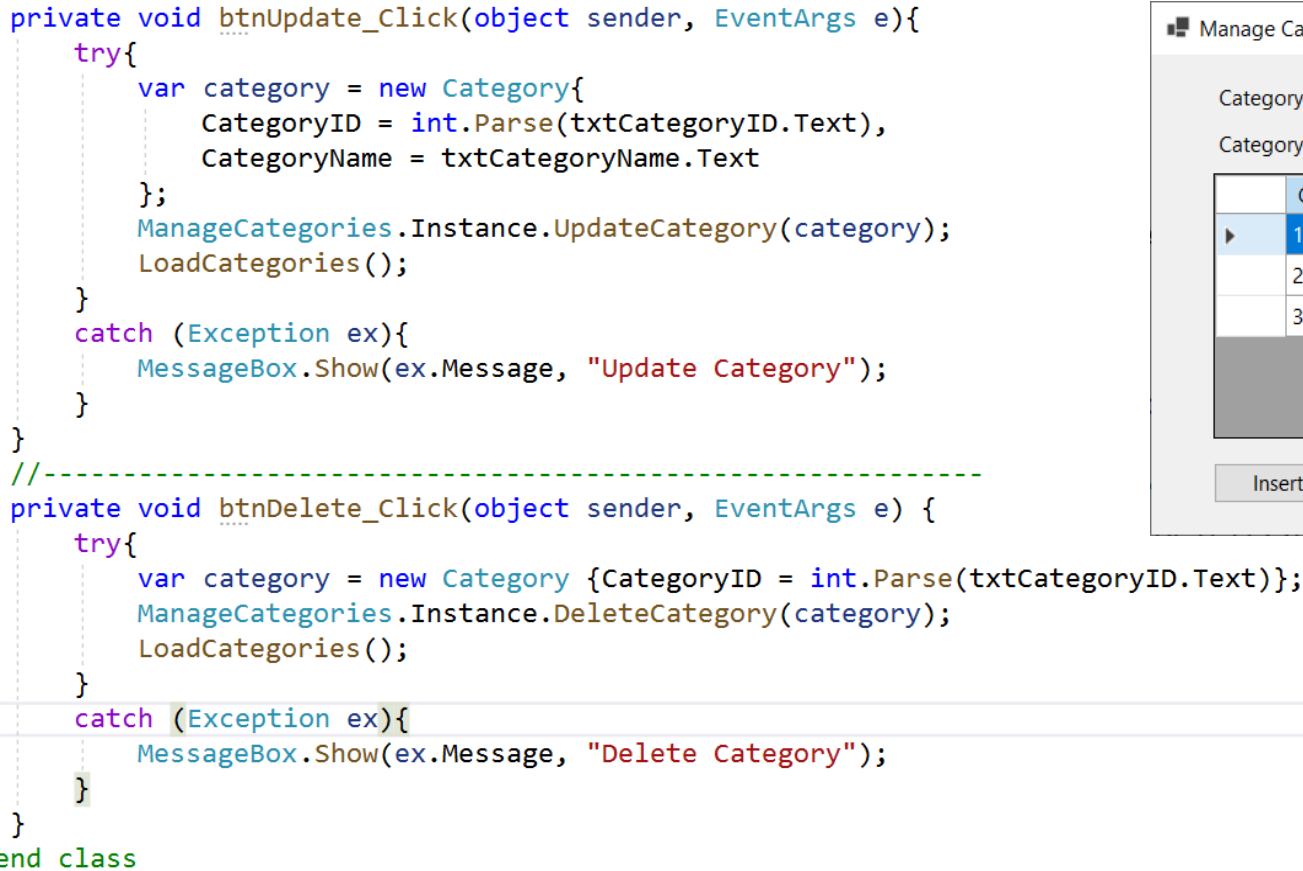 private void btnUpdate_Click(object sender, EventArgs e){
    try{
        var category = new Category{
            CategoryID = int.Parse(txtCategoryID.Text),
            CategoryName = txtCategoryName.Text
        };
        ManageCategories.Instance.UpdateCategory(category);
        LoadCategories();
    }
    catch (Exception ex){
        MessageBox.Show(ex.Message, "Update Category");
    }
}
//-----------------------------------------------------------
private void btnDelete_Click(object sender, EventArgs e) {
    try{
        var category = new Category {CategoryID = int.Parse(txtCategoryID.Text)};
        ManageCategories.Instance.DeleteCategory(category);
        LoadCategories();
    }
    catch (Exception ex){
        MessageBox.Show(ex.Message, "Delete Category");
    }
}
end class
Manage Ca
Category
Category
1
2
3
Insert